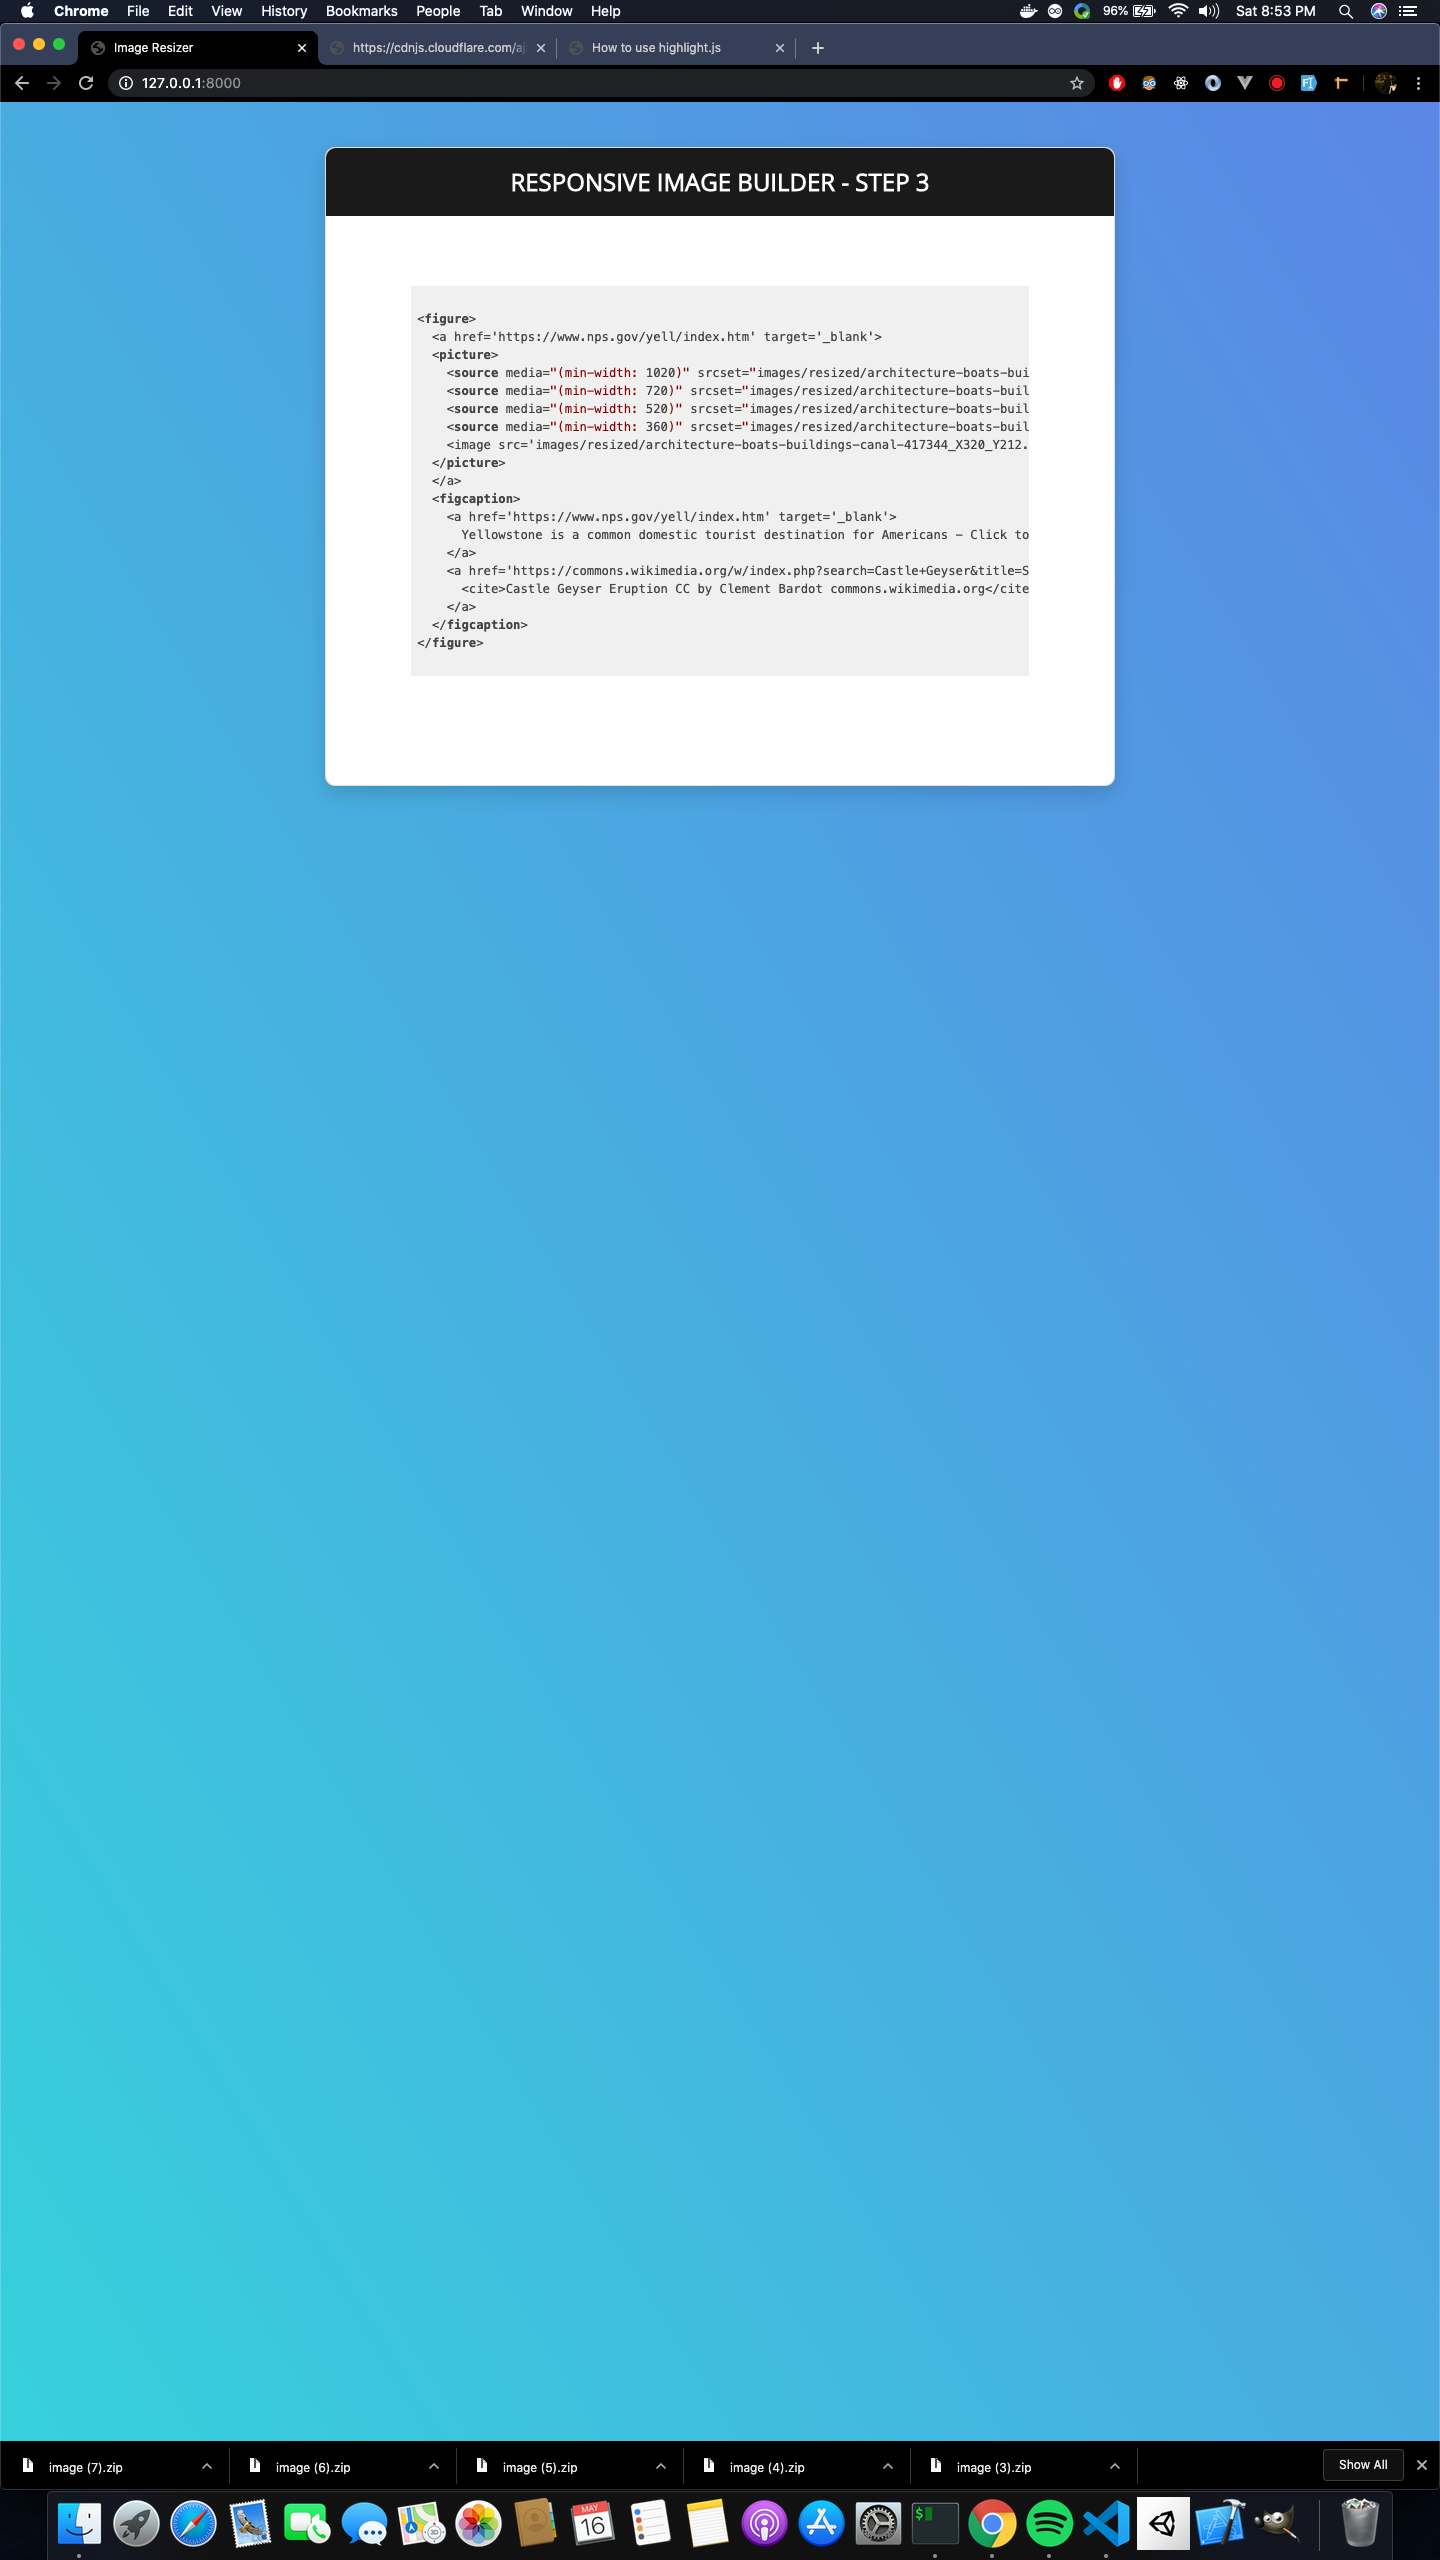 Chrome File Edit View History Bookmarks People Tab Window Help 96% Sat 8:53 PM
Image Resizer https://cdnjs.cloudflare.com/aj How to use highlight.js
127.0.0.1:8000
RESPONSIVE IMAGE BUILDER - STEP 3
<figure>
<a href='https://www.nps.gov/yell/index.htm' target='_blank'>
<picture>
<source media="(min-width: 1020)" srcset="images/resized/architecture-boats-bui
<source media="(min-width: 720)" srcset="images/resized/architecture-boats-buil
<source media="(min-width: 520)" srcset="images/resized/architecture-boats-buil
<source media="(min-width: 360)" srcset="images/resized/architecture-boats-buil
<image src='images/resized/architecture-boats-buildings-canal-417344_X320_Y212.
</picture>
</a>
<figcaption>
<a href='https://www.nps.gov/yell/index.htm' target='_blank'>
Yellowstone is a common domestic tourist destination for Americans – Click to
</a>
<a href='https://commons.wikimedia.org/w/index.php?search=Castle+Geyser&title=S
<cite>Castle Geyser Eruption CC by Clement Bardot commons.wikimedia.org</cite
</a>
</figcaption>
</figure>
image (7).zip image (6).zip image (5).zip image (4).zip image (3).zip Show All
MAY
16
3D
$